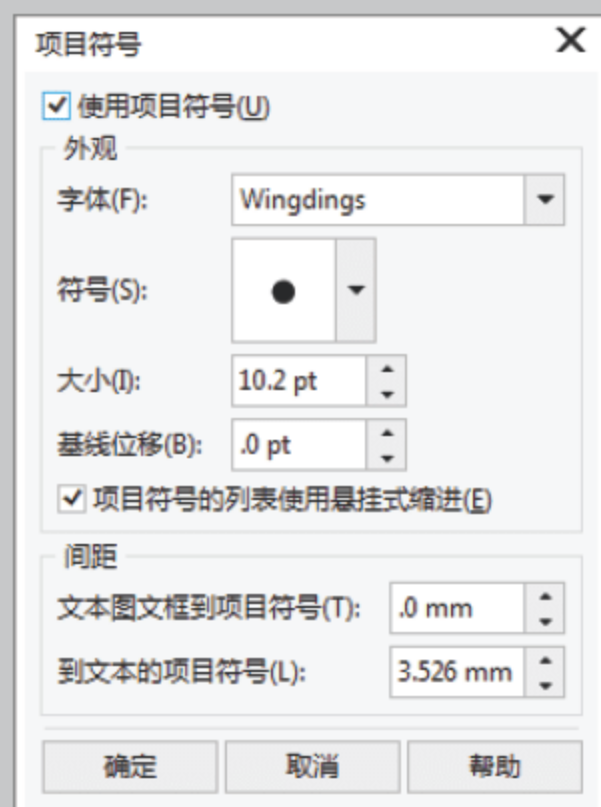 项目符号
使用项目符号(U)
外观
字体(F): Wingdings
符号(S):
大小(I): 10.2 pt
基线位移(B): .0 pt
项目符号的列表使用悬挂式缩进(E)
间距
文本图文框到项目符号(T): .0 mm
到文本的项目符号(L): 3.526 mm
确定 取消 帮助